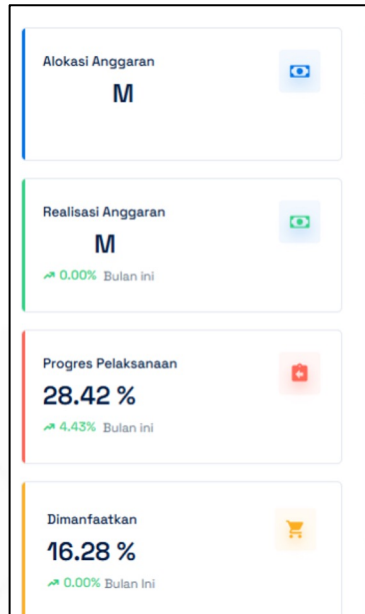 Alokasi Anggaran
M
Realisasi Anggaran
M
0.00% Bulan ini
Progres Pelaksanaan
28.42 %
4.43% Bulan ini
Dimanfaatkan
16.28 %
0.00% Bulan Ini